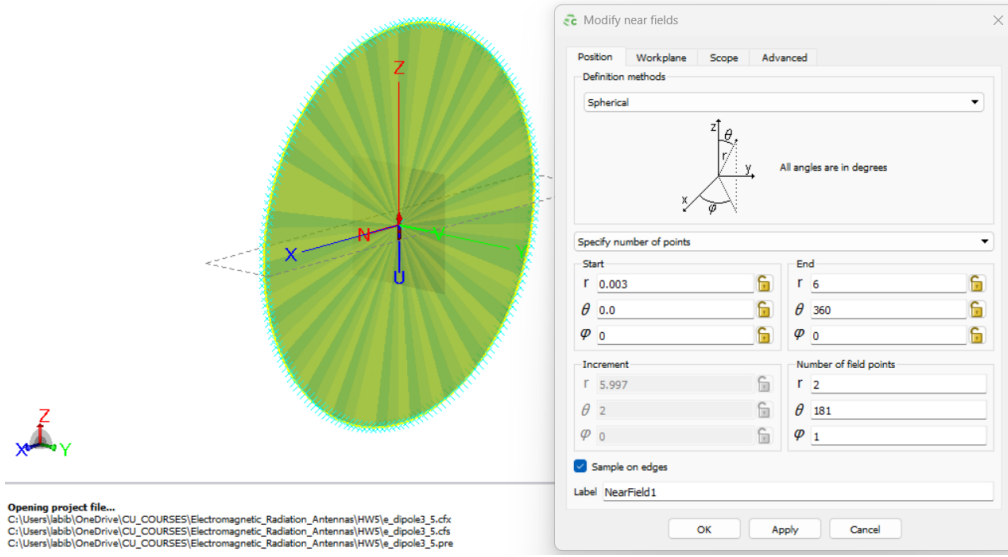 Modify near fields
Position Workplane Scope Advanced
Definition methods
Spherical
z θ
r
y
x
φ
All angles are in degrees
Specify number of points
Start
r 0.003
θ 0.0
φ 0
End
r 6
θ 360
φ 0
Increment
r 5.997
θ 2
φ 0
Number of field points
r 2
θ 181
φ 1
Sample on edges
Label NearField1
OK Apply Cancel
Z
N
X
U
Z
X Y
Opening project file...
C:\Users\labib\OneDrive\CU_COURSES\Electromagnetic_Radiation_Antennas\HW5\e_dipole3_5.cfx
C:\Users\labib\OneDrive\CU_COURSES\Electromagnetic_Radiation_Antennas\HW5\e_dipole3_5.cfs
C:\Users\labib\OneDrive\CU_COURSES\Electromagnetic_Radiation_Antennas\HW5\e_dipole3_5.pre